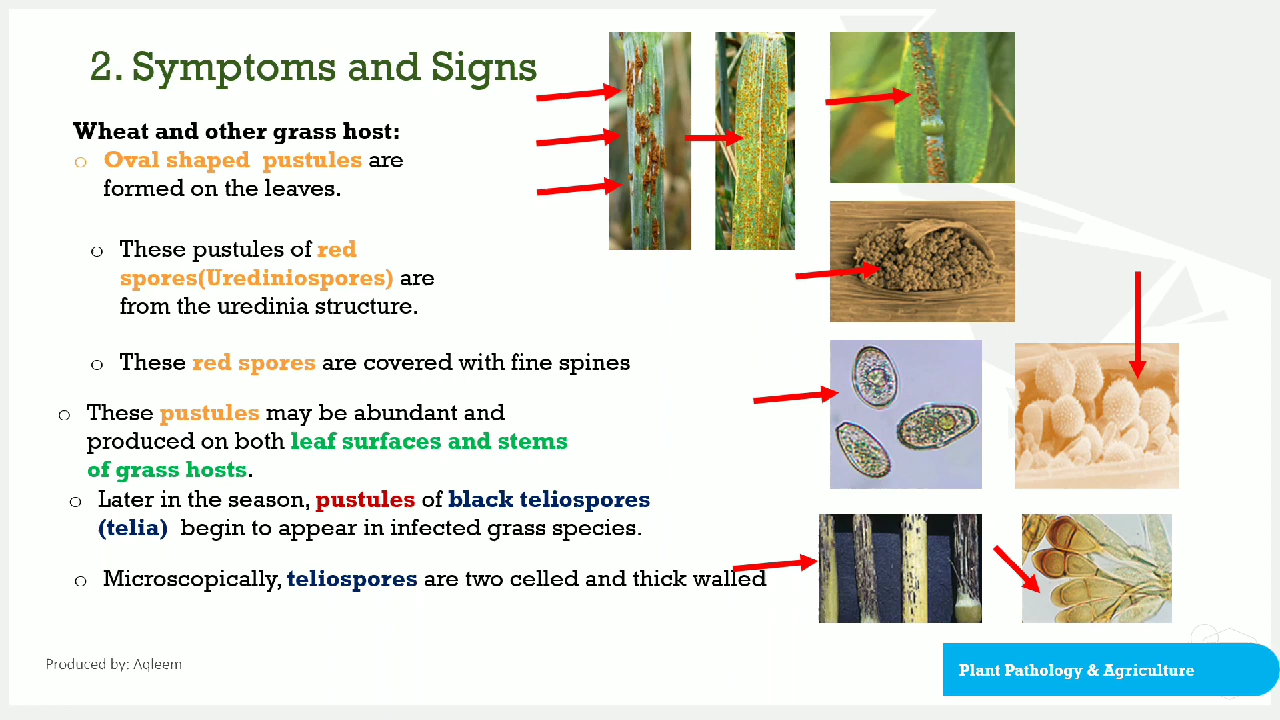 2. Symptoms and Signs
Wheat and other grass host:
○ Oval shaped pustules are
formed on the leaves.
○ These pustules of red
spores(Urediniospores) are
from the uredinia structure.
○ These red spores are covered with fine spines
○ These pustules may be abundant and
produced on both leaf surfaces and stems
of grass hosts.
○ Later in the season, pustules of black teliospores
(telia) begin to appear in infected grass species.
○ Microscopically, teliospores are two celled and thick walled
Produced by: Aqleem
Plant Pathology & Agriculture